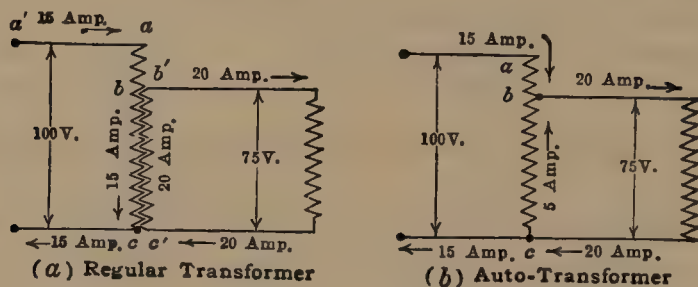 a' 15 Amp. a
b b' 20 Amp.
100V. 15 Amp. 20 Amp. 75V.
15 Amp. c c' 20 Amp.
(a) Regular Transformer
15 Amp.
a
b 20 Amp.
100V. 5 Amp. 75V.
15 Amp. c 20 Amp.
(b) Auto-Transformer